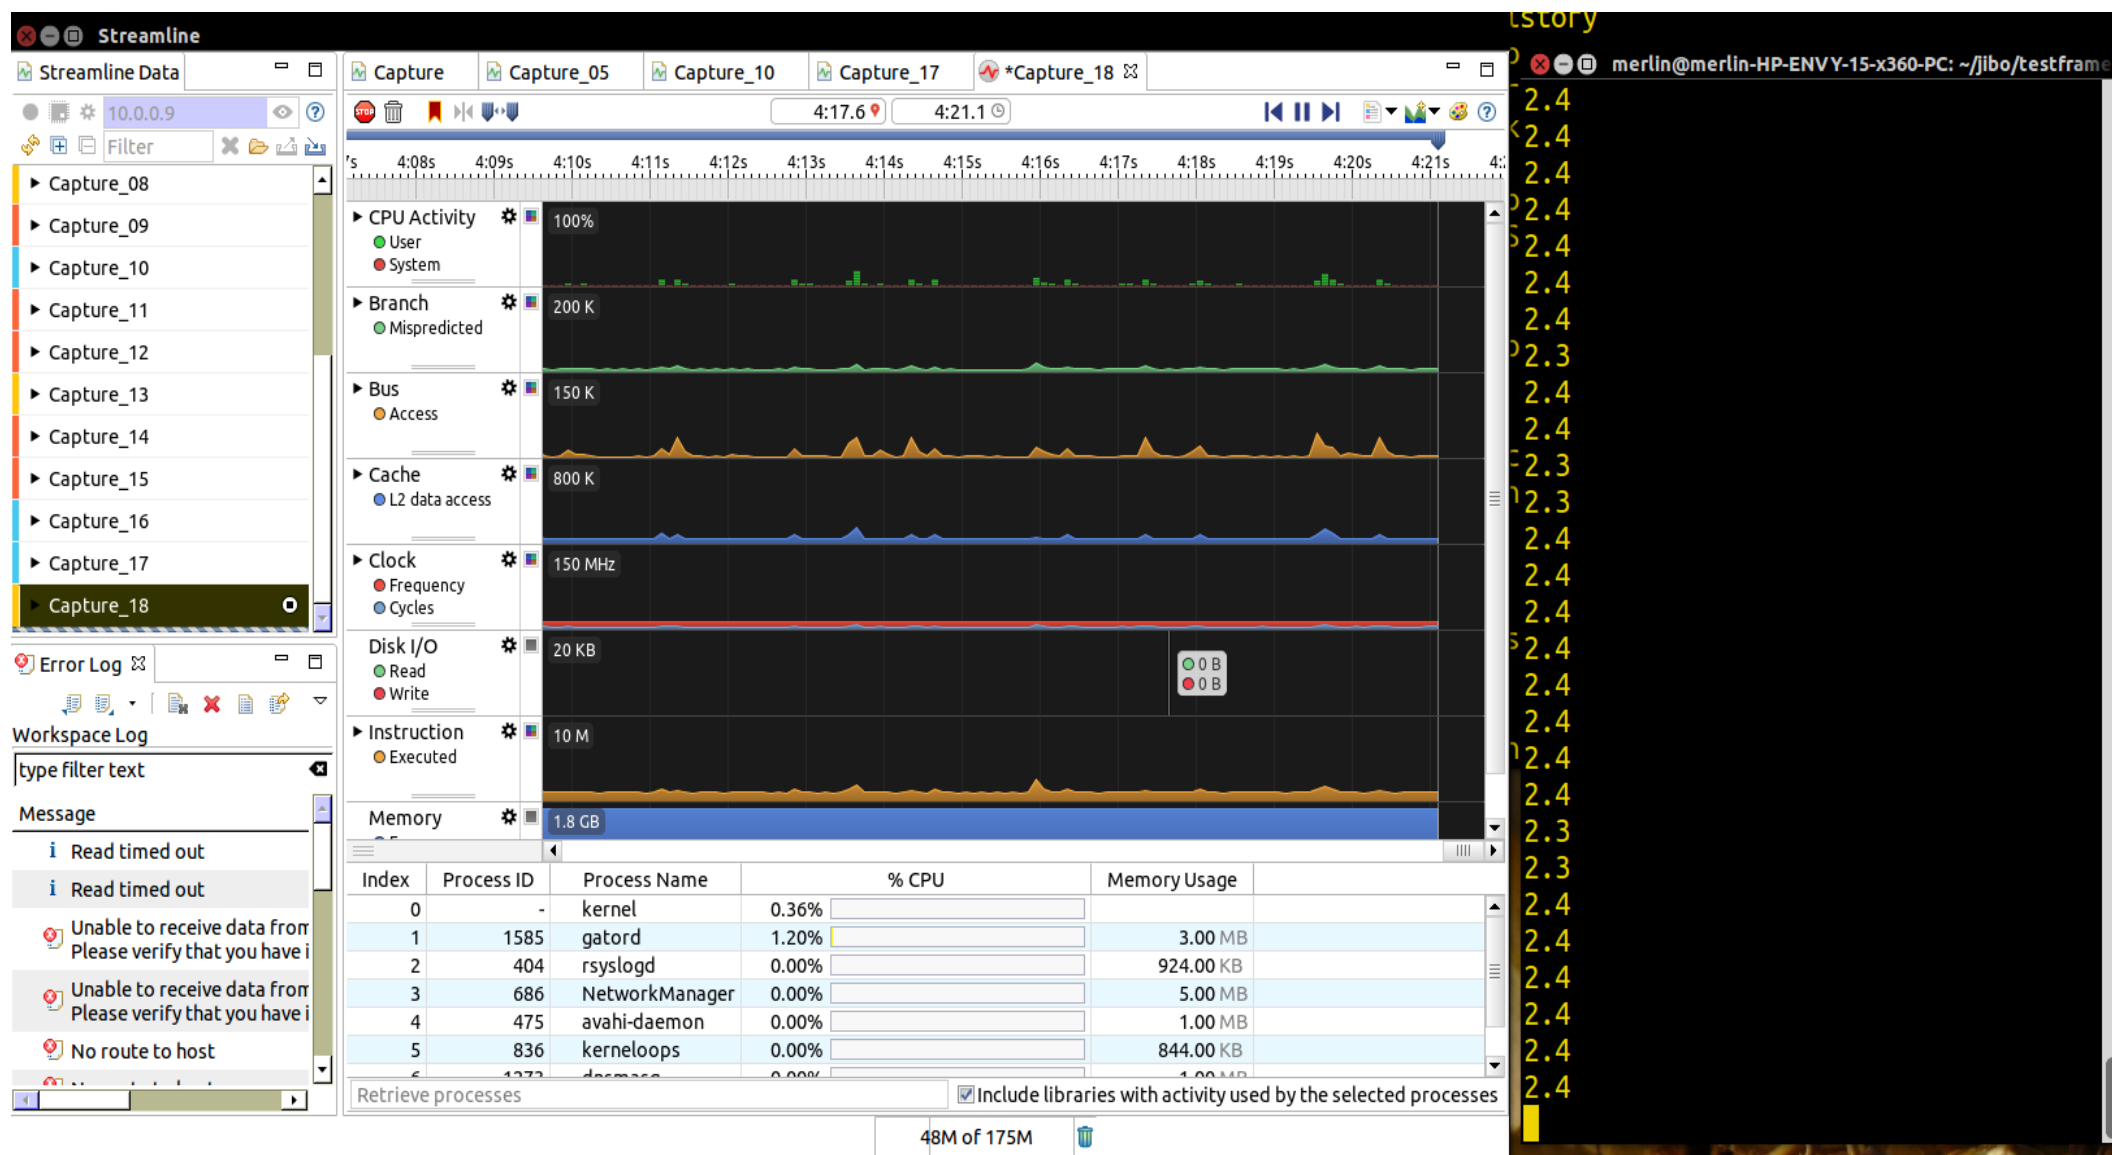 Streamline
Streamline Data
10.0.0.9
Filter
Capture_08
Capture_09
Capture_10
Capture_11
Capture_12
Capture_13
Capture_14
Capture_15
Capture_16
Capture_17
Capture_18
Error Log
Workspace Log
type filter text
Message
i Read timed out
i Read timed out
Unable to receive data from
Please verify that you have i
Unable to receive data from
Please verify that you have i
No route to host
Capture Capture_05 Capture_10 Capture_17 *Capture_18
STOP 4:17.6 4:21.1
's 4:08s 4:09s 4:10s 4:11s 4:12s 4:13s 4:14s 4:15s 4:16s 4:17s 4:18s 4:19s 4:20s 4:21s 4:
CPU Activity 100%
User
System
Branch 200 K
Mispredicted
Bus 150 K
Access
Cache 800 K
L2 data access
Clock 150 MHz
Frequency
Cycles
Disk I/O 20 KB
Read 0 B
Write 0 B
Instruction 10 M
Executed
Memory 1.8 GB
Index Process ID Process Name % CPU Memory Usage
0 - kernel 0.36%
1 1585 gatord 1.20% 3.00 MB
2 404 rsyslogd 0.00% 924.00 KB
3 686 NetworkManager 0.00% 5.00 MB
4 475 avahi-daemon 0.00% 1.00 MB
5 836 kerneloops 0.00% 844.00 KB
6 1273 dnsmasq 0.00% 1.00 MB
Retrieve processes Include libraries with activity used by the selected processes
48M of 175M
tstory
merlin@merlin-HP-ENVY-15-x360-PC: ~/jibo/testframe
2.4
2.4
2.4
2.4
2.4
2.4
2.4
2.3
2.4
2.4
2.3
2.3
2.4
2.4
2.4
2.4
2.4
2.4
2.4
2.4
2.3
2.3
2.4
2.4
2.4
2.4
2.4
2.4